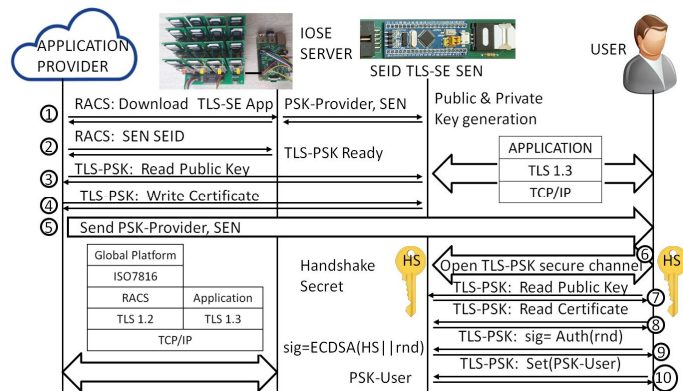 APPLICATION
PROVIDER
IOSE
SERVER
SEID TLS-SE SEN
USER
① RACS: Download TLS-SE App
PSK-Provider, SEN
Public & Private
Key generation
② RACS: SEN SEID
TLS-PSK Ready
③ TLS-PSK: Read Public Key
④ TLS-PSK: Write Certificate
APPLICATION
TLS 1.3
TCP/IP
⑤ Send PSK-Provider, SEN
Global Platform
ISO7816
RACS
Application
TLS 1.2
TLS 1.3
TCP/IP
Handshake
Secret
HS
⑥
Open TLS-PSK secure channel
HS
TLS-PSK: Read Public Key
⑦
TLS-PSK: Read Certificate
⑧
TLS-PSK: sig= Auth(rnd)
⑨
sig=ECDSA(HS||rnd)
TLS-PSK: Set(PSK-User)
⑩
PSK-User